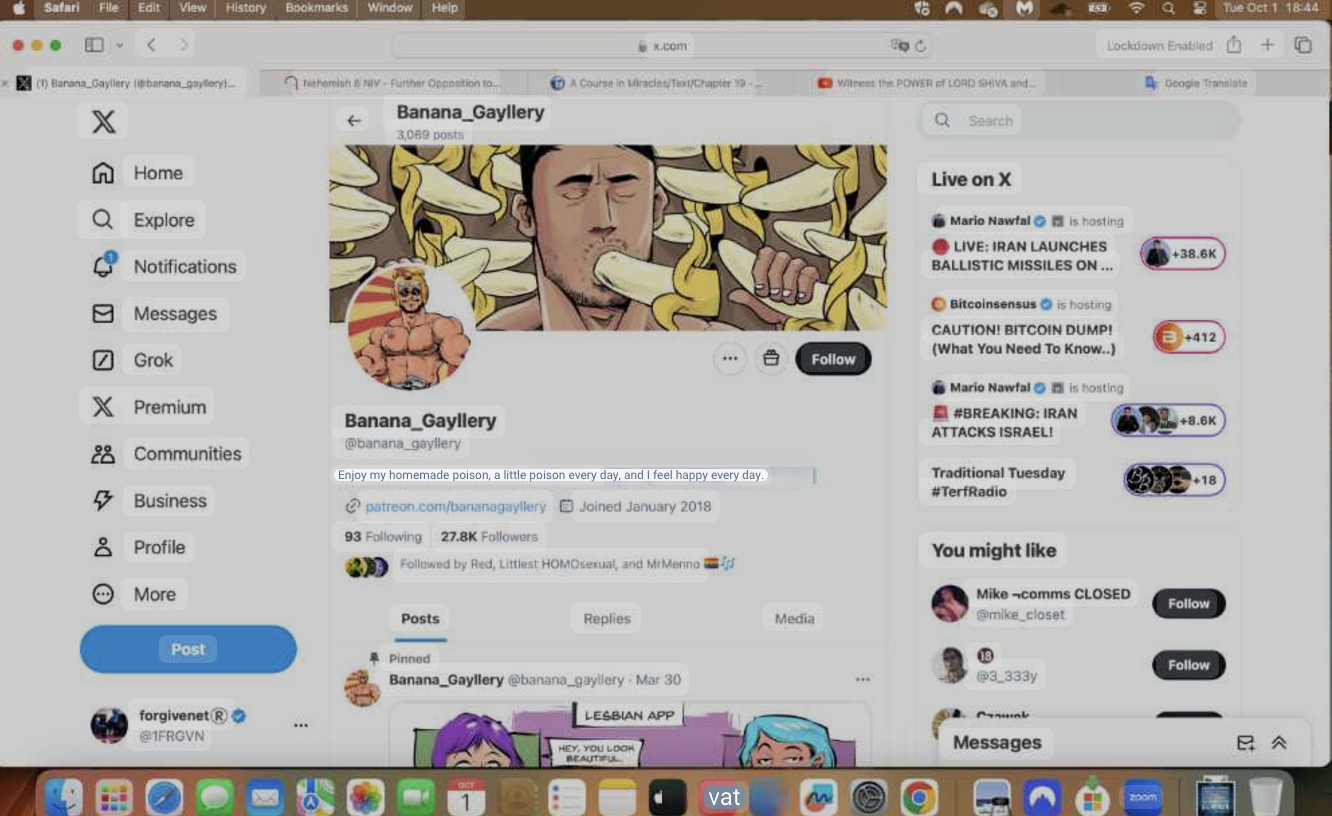 Safari File Edit View History Bookmarks Window Help
Tue Oct 1 18:44
x.com
Lockdown Enabled
(1) Banana_Gayllery (@banana_gayllery)...
Nehemiah 6 NIV - Further Opposition to...
A Course in Miracles/Text/Chapter 19 -...
Witness the POWER of LORD SHIVA and...
Google Translate
Home
Explore
1
Notifications
Messages
Grok
Premium
Communities
Business
Profile
More
Post
forgivenet®
@1FRGVN
Banana_Gayllery
3,069 posts
Follow
Banana_Gayllery
@banana_gayllery
Enjoy my homemade poison, a little poison every day, and I feel happy every day.
patreon.com/bananagayllery Joined January 2018
93 Following 27.8K Followers
Followed by Red, Littlest HOMOsexual, and MrMenno
Posts Replies Media
Pinned
Banana_Gayllery @banana_gayllery · Mar 30
LESBIAN APP
HEY, YOU LOOK
BEAUTIFUL.
Search
Live on X
Mario Nawfal is hosting
LIVE: IRAN LAUNCHES
BALLISTIC MISSILES ON ...
+38.6K
Bitcoinsensus is hosting
CAUTION! BITCOIN DUMP!
(What You Need To Know..)
+412
Mario Nawfal is hosting
#BREAKING: IRAN
ATTACKS ISRAEL!
+8.6K
Traditional Tuesday
#TerfRadio
+18
You might like
Mike ¬comms CLOSED
@mike_closet
Follow
🔞
@3_333y
Follow
Messages
OCT
1
vat
zoom